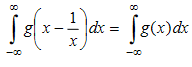 ∫_{-∞}^{∞} g(x - 1/x) dx = ∫_{-∞}^{∞} g(x) dx